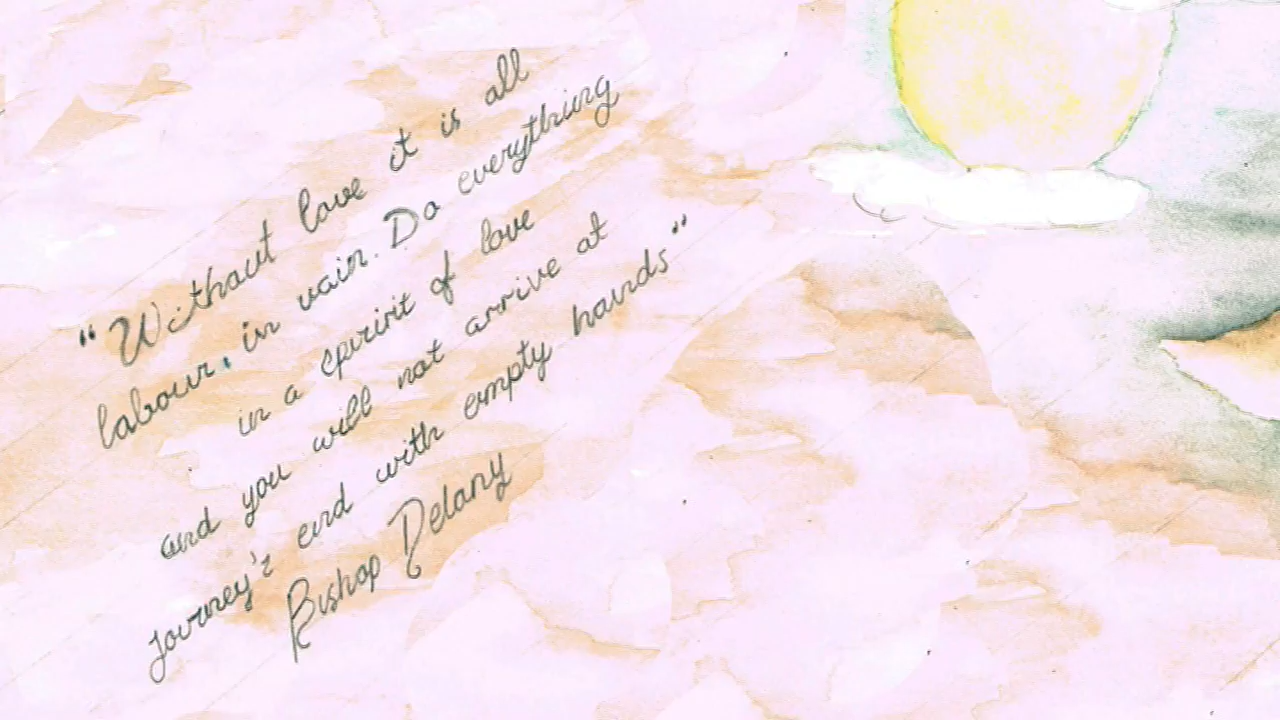 “Without love it is all
labour, in vain. Do everything
in a spirit of love
and you will not arrive at
journey's end with empty hands”
Bishop Delany